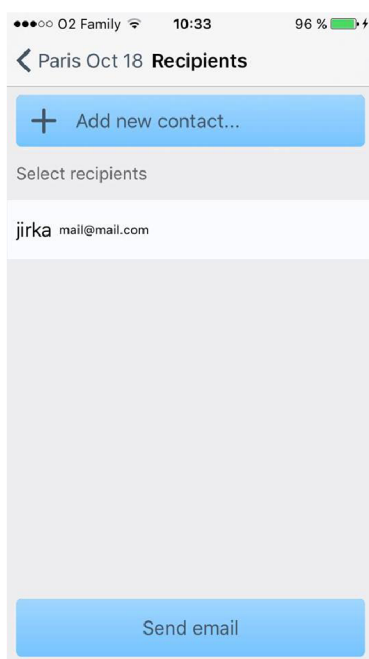 O2 Family 10:33 96 %
Paris Oct 18 Recipients
Add new contact...
Select recipients
jirka mail@mail.com
Send email